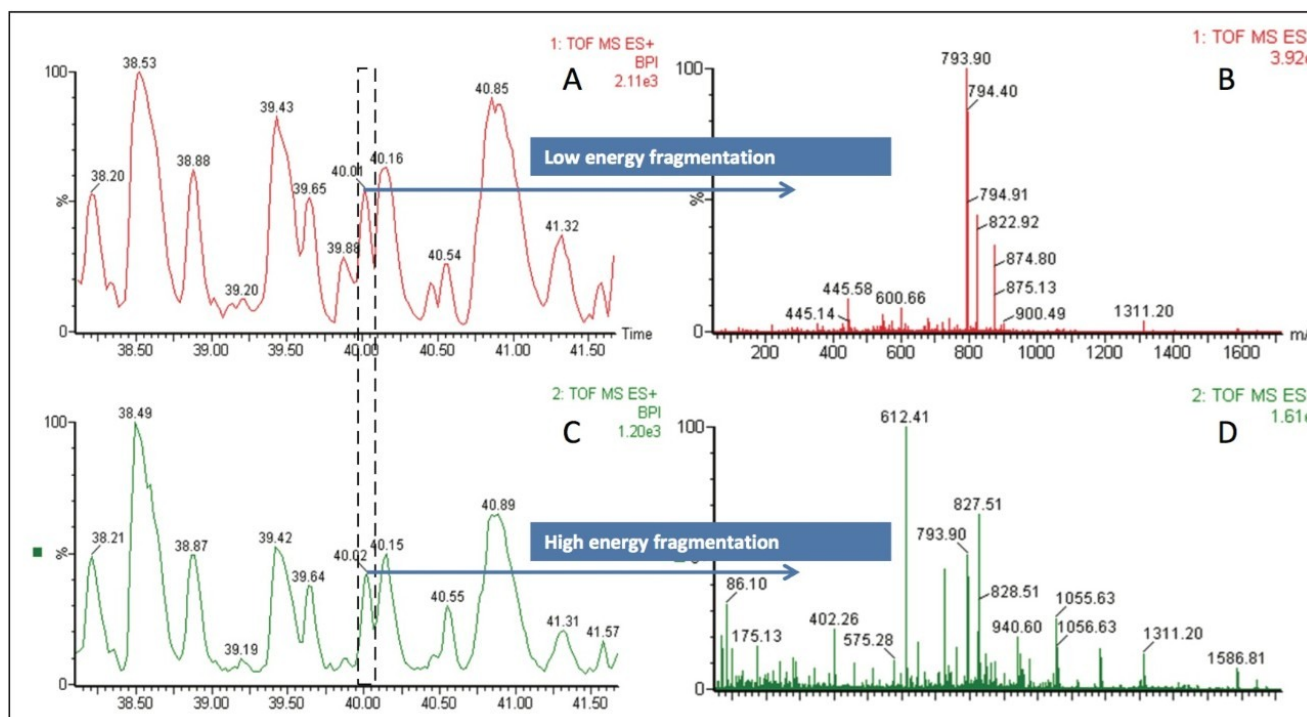 1: TOF MS ES+
BPI
2.11e3
A
100
%
0
38.20
38.53
38.88
39.20
39.43
39.65
39.88
40.01
40.16
40.54
40.85
41.32
Time
38.50 39.00 39.50 40.00 40.50 41.00 41.50
Low energy fragmentation
1: TOF MS ES
3.92e
B
100
%
0
793.90
794.40
794.91
822.92
874.80
875.13
900.49
445.58
445.14
600.66
1311.20
200 400 600 800 1000 1200 1400 1600
2: TOF MS ES+
BPI
1.20e3
C
100
%
0
38.21
38.49
38.87
39.19
39.42
39.64
40.02
40.15
40.55
40.89
41.31
41.57
38.50 39.00 39.50 40.00 40.50 41.00 41.50
High energy fragmentation
2: TOF MS ES
1.61e
D
100
0
612.41
827.51
793.90
828.51
86.10
175.13
402.26
575.28
940.60
1055.63
1056.63
1311.20
1586.81